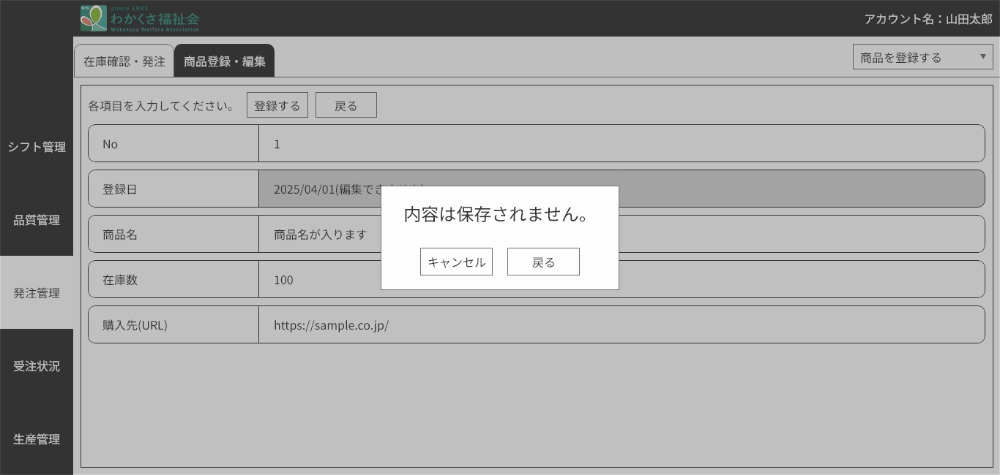 NPO
since 1983
わかくさ福祉会
Wakakusa Welfare Association
アカウント名：山田太郎
在庫確認・発注
商品登録・編集
商品を登録する
シフト管理
品質管理
発注管理
受注状況
生産管理
各項目を入力してください。
登録する
戻る
No
1
登録日
2025/04/01(編集でき
商品名
商品名が入ります
在庫数
100
購入先(URL)
https://sample.co.jp/
内容は保存されません。
キャンセル
戻る